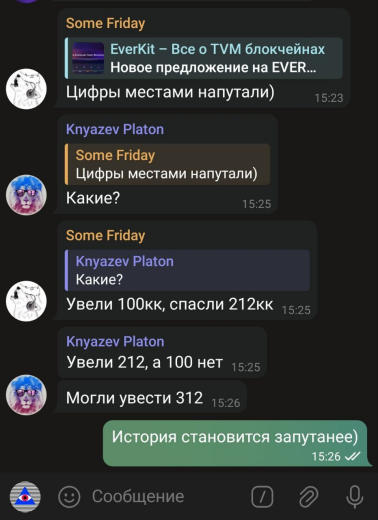 Some Friday
EverKit – Все о TVM блокчейнах
Новое предложение на EVER...
Цифры местами напутали)
15:23
Knyazev Platon
Some Friday
Цифры местами напутали)
Какие?
15:25
Some Friday
Knyazev Platon
Какие?
Увели 100кк, спасли 212кк
15:25
Knyazev Platon
Увели 212, а 100 нет
15:25
Могли увести 312
15:26
История становится запутанее)
15:26
Сообщение